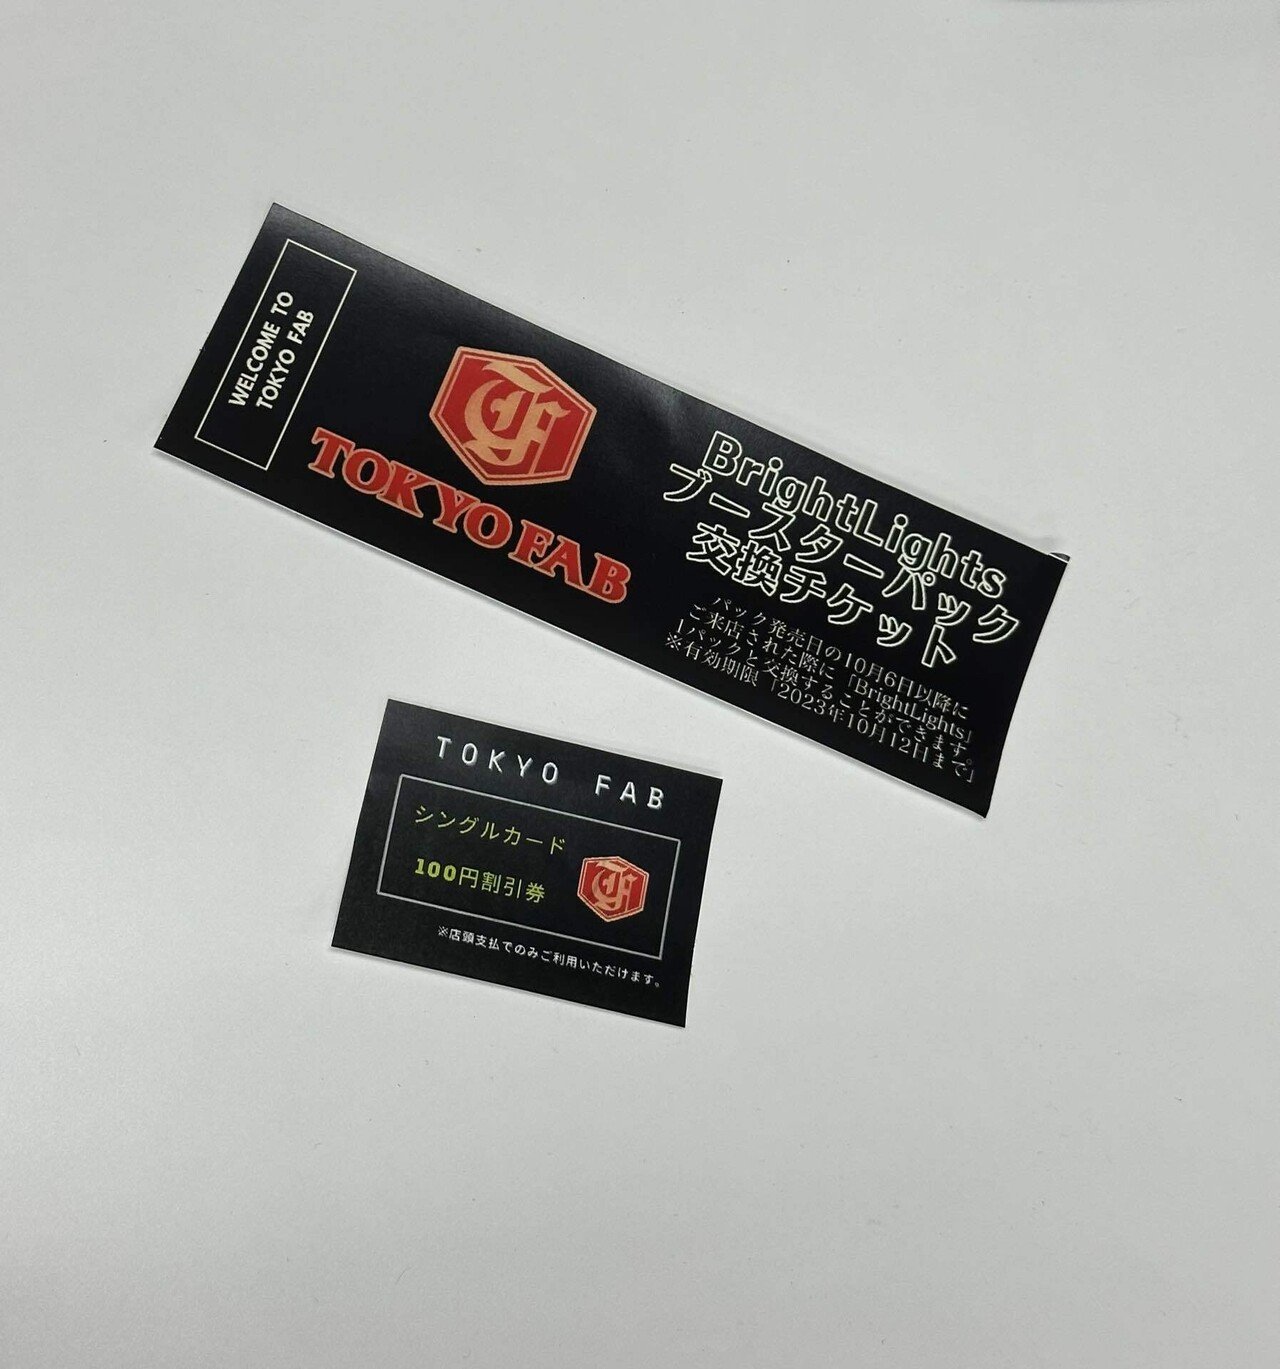 WELCOME TO
TOKYO FAB
TF
TOKYO FAB
BrightLights
ブースターパック
交換チケット
パック発売日の10月6日以降に
ご来店された際に「BrightLights」
1パックと交換することができます。
※有効期限「2023年10月12日まで」
TOKYO FAB
シングルカード
100円割引券
TF
※店頭支払でのみご利用いただけます。